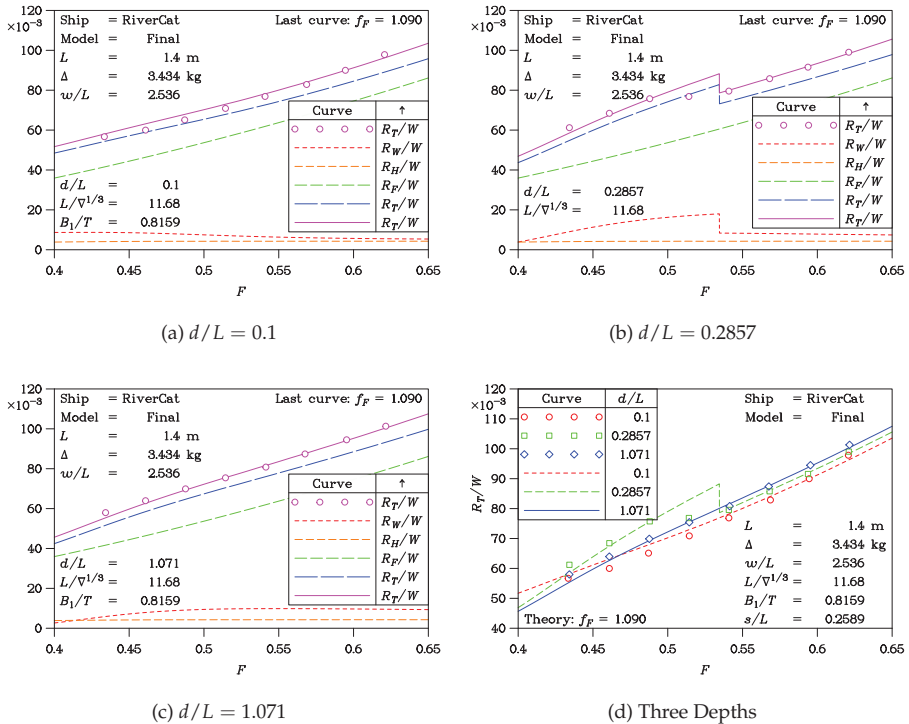 120
×10⁻³
100
80
60
40
20
0
Ship = RiverCat
Model = Final
L 1.4 m
Δ = 3.434 kg
w/L = 2.536
Last curve: f_F = 1.090
Curve ↑
R_T/W
R_W/W
R_H/W
R_F/W
R_T/W
R_T/W
d/L = 0.1
L/∇^1/3 = 11.68
B₁/T = 0.8159
0.4 0.45 0.5 0.55 0.6 0.65
F
(a) d/L = 0.1
120
×10⁻³
100
80
60
40
20
0
Ship = RiverCat
Model = Final
L 1.4 m
Δ = 3.434 kg
w/L = 2.536
Last curve: f_F = 1.090
Curve ↑
R_T/W
R_W/W
R_H/W
R_F/W
R_T/W
R_T/W
d/L = 0.2857
L/∇^1/3 = 11.68
0.4 0.45 0.5 0.55 0.6 0.65
F
(b) d/L = 0.2857
120
×10⁻³
100
80
60
40
20
0
Ship = RiverCat
Model = Final
L = 1.4 m
Δ = 3.434 kg
w/L = 2.536
Last curve: f_F = 1.090
Curve ↑
R_T/W
R_W/W
R_H/W
R_F/W
R_T/W
R_T/W
d/L = 1.071
L/∇^1/3 = 11.68
B₁/T = 0.8159
0.4 0.45 0.5 0.55 0.6 0.65
F
(c) d/L = 1.071
120
×10⁻³
100
90
80
70
60
50
40
R_T/W
Curve d/L
0.1
0.2857
1.071
0.1
0.2857
1.071
Ship = RiverCat
Model = Final
L = 1.4 m
Δ = 3.434 kg
w/L = 2.536
L/∇^1/3 = 11.68
B₁/T = 0.8159
s/L = 0.2589
Theory: f_F = 1.090
0.4 0.45 0.5 0.55 0.6 0.65
F
(d) Three Depths